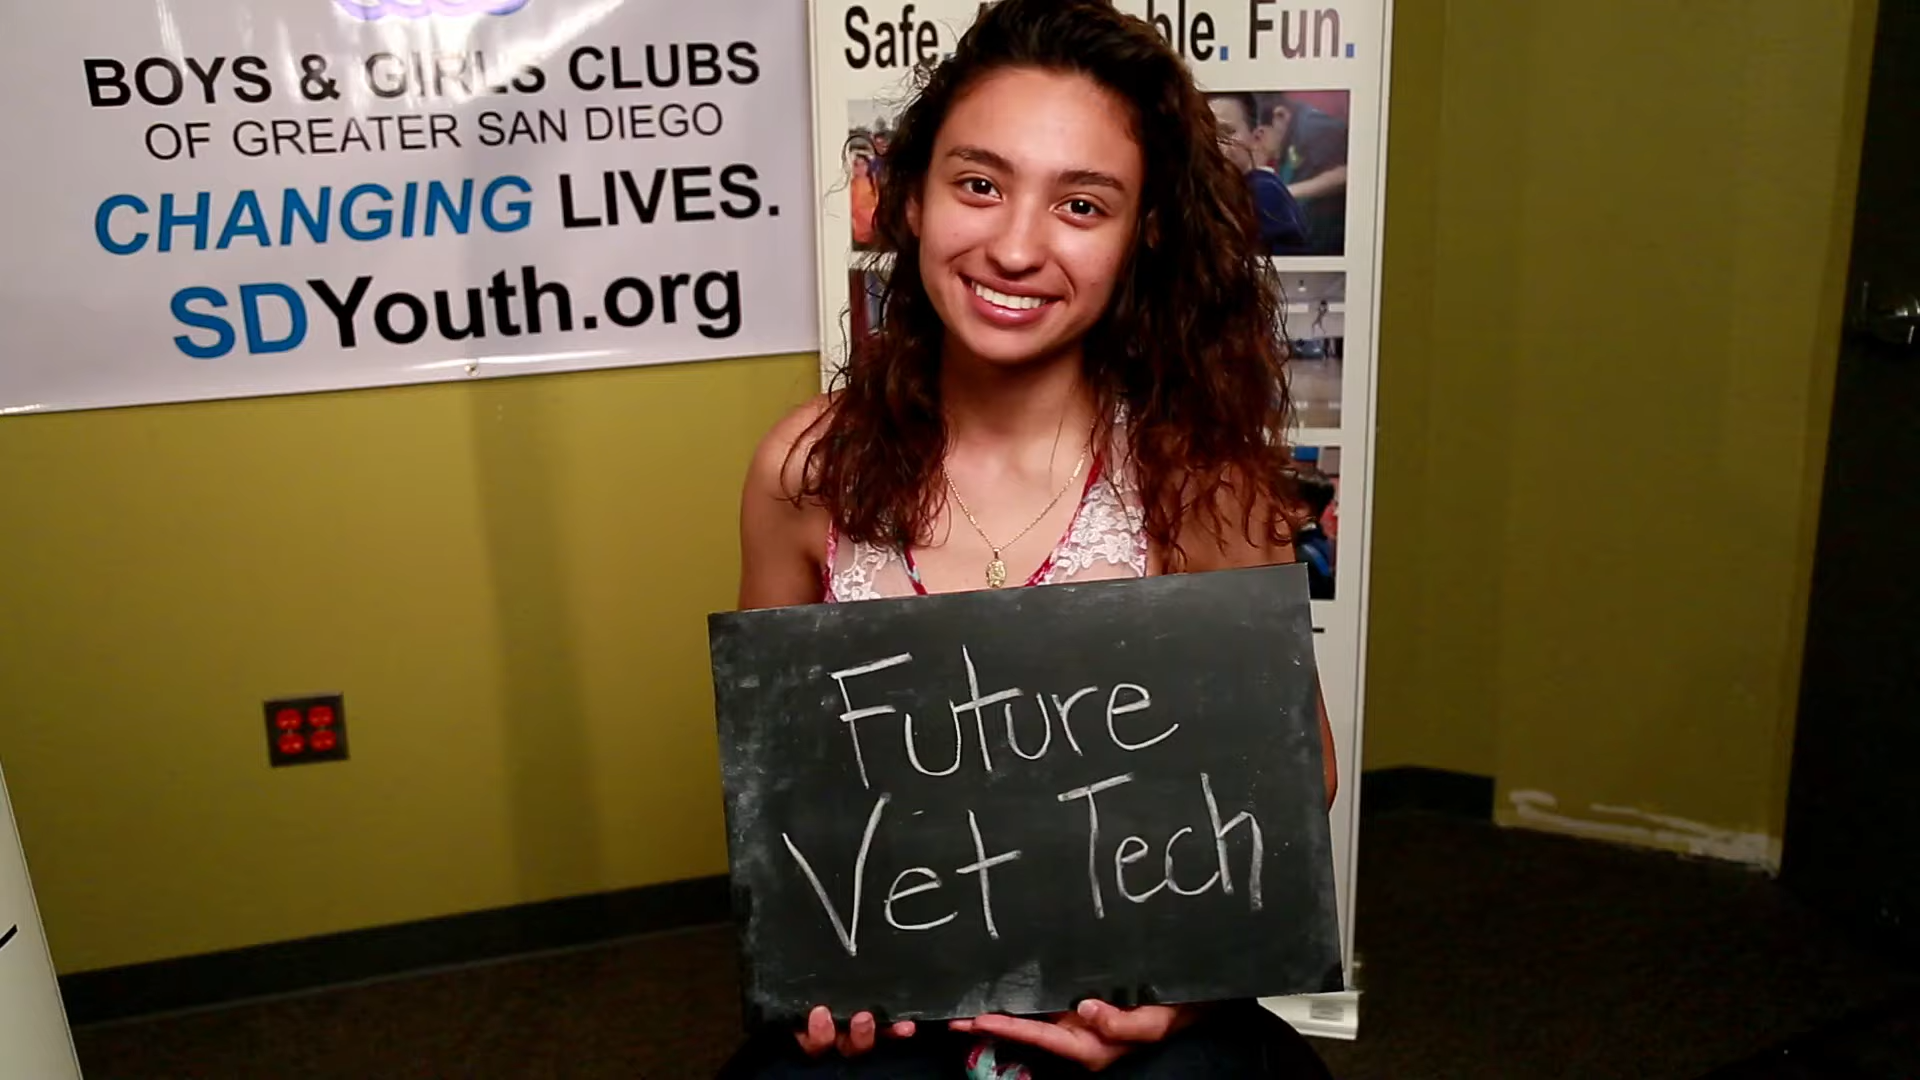 BOYS & GIRLS CLUBS
OF GREATER SAN DIEGO
CHANGING LIVES.
SDYouth.org
Safe. Fun.
Future
Vet Tech